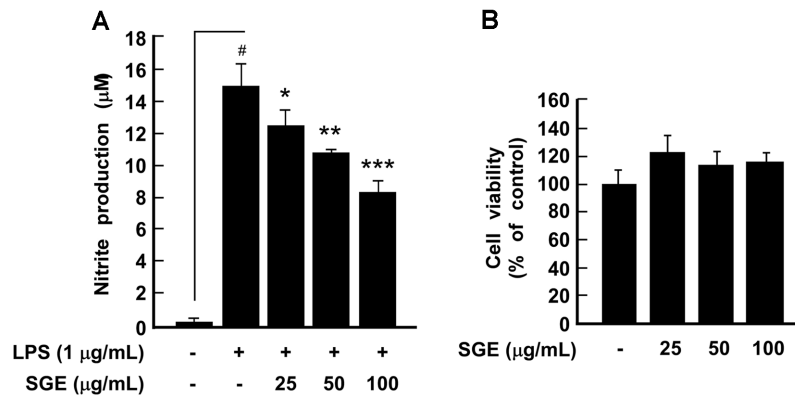 A
Nitrite production (μM)
18
16
14
12
10
8
6
4
2
0
#
*
**
***
LPS (1 μg/mL) - + + + +
SGE (μg/mL) - - 25 50 100
B
Cell viability
(% of control)
160
140
120
100
80
60
40
20
0
SGE (μg/mL) - 25 50 100